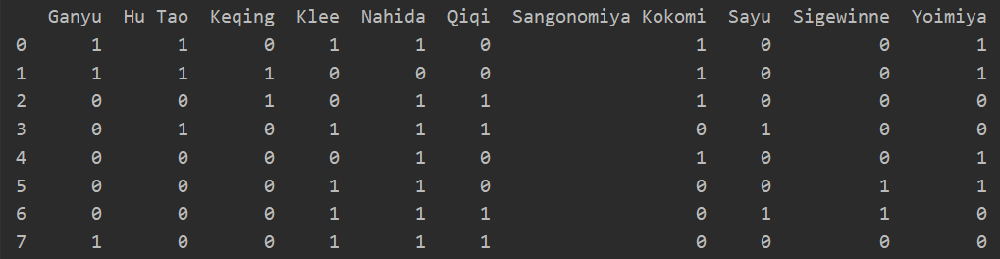 Ganyu Hu Tao Keqing Klee Nahida Qiqi Sangonomiya Kokomi Sayu Sigewinne Yoimiya
0 1 1 0 1 1 0 1 0 0 1
1 1 1 1 0 0 0 1 0 0 1
2 0 0 1 0 1 1 1 0 0 0
3 0 1 0 1 1 1 0 1 0 0
4 0 0 0 0 1 0 1 0 0 1
5 0 0 0 1 1 0 0 0 1 1
6 0 0 0 1 1 1 0 1 1 0
7 1 0 0 1 1 1 0 0 0 0